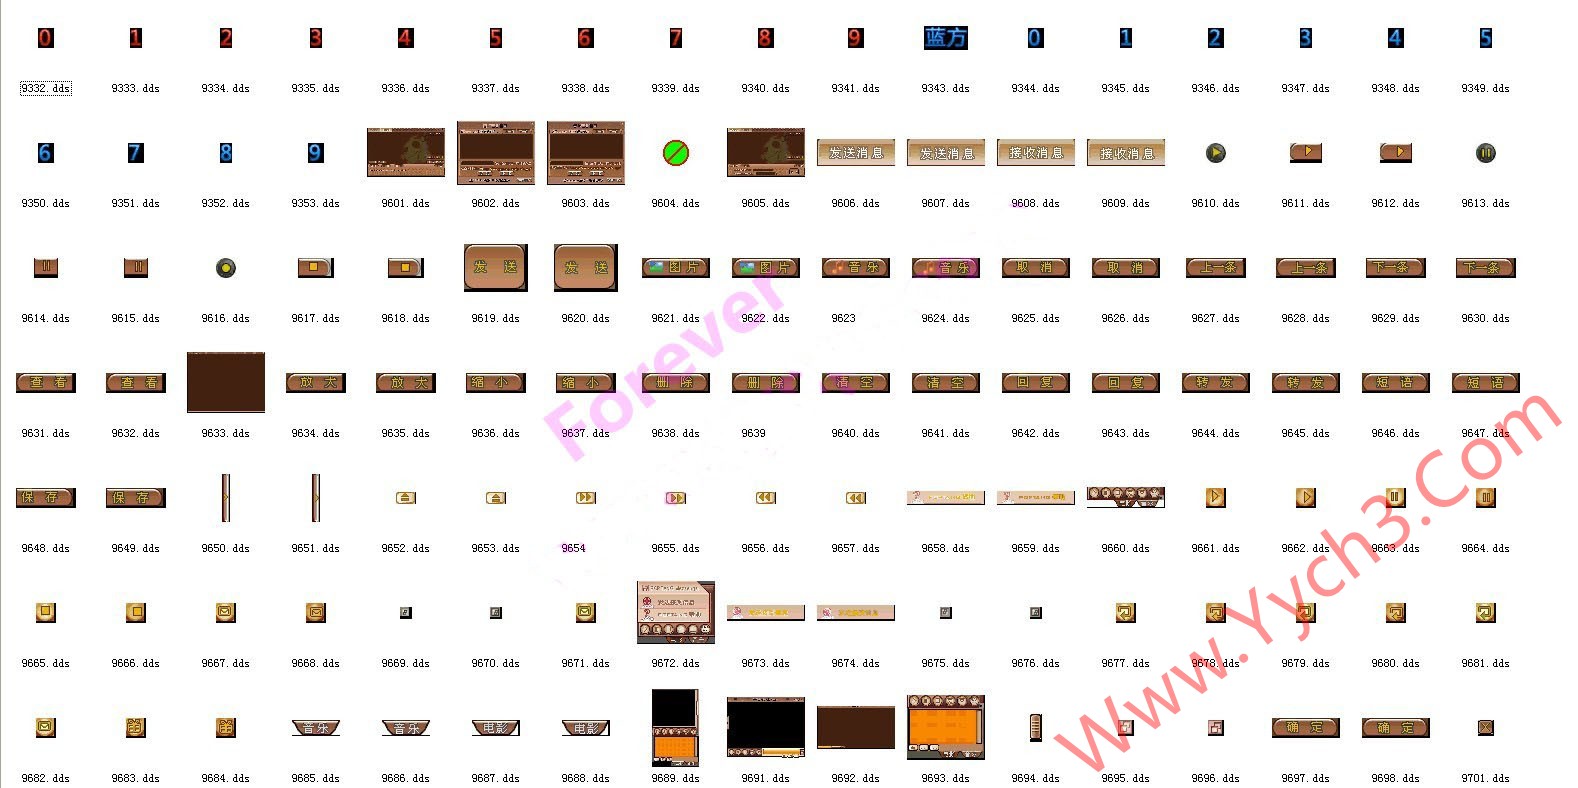 0 1 2 3 4 5 6 7 8 9 蓝方 0 1 2 3 4 5
9332.dds 9333.dds 9334.dds 9335.dds 9336.dds 9337.dds 9338.dds 9339.dds 9340.dds 9341.dds 9343.dds 9344.dds 9345.dds 9346.dds 9347.dds 9348.dds 9349.dds
6 7 8 9 发送消息 发送消息 接收消息 接收消息
9350.dds 9351.dds 9352.dds 9353.dds 9601.dds 9602.dds 9603.dds 9604.dds 9605.dds 9606.dds 9607.dds 9608.dds 9609.dds 9610.dds 9611.dds 9612.dds 9613.dds
发 送 发 送 图片 图片 音乐 音乐 取消 取消 上一条 上一条 下一条 下一条
9614.dds 9615.dds 9616.dds 9617.dds 9618.dds 9619.dds 9620.dds 9621.dds 9622.dds 9623 9624.dds 9625.dds 9626.dds 9627.dds 9628.dds 9629.dds 9630.dds
查看 查看 放大 放大 缩小 缩小 删除 删除 清空 清空 回复 回复 转发 转发 短语 短语
9631.dds 9632.dds 9633.dds 9634.dds 9635.dds 9636.dds 9637.dds 9638.dds 9639 9640.dds 9641.dds 9642.dds 9643.dds 9644.dds 9645.dds 9646.dds 9647.dds
保存 保存
9648.dds 9649.dds 9650.dds 9651.dds 9652.dds 9653.dds 9654 9655.dds 9656.dds 9657.dds 9658.dds 9659.dds 9660.dds 9661.dds 9662.dds 9663.dds 9664.dds
9665.dds 9666.dds 9667.dds 9668.dds 9669.dds 9670.dds 9671.dds 9672.dds 9673.dds 9674.dds 9675.dds 9676.dds 9677.dds 9678.dds 9679.dds 9680.dds 9681.dds
音乐 音乐 电影 电影 确定 确定
9682.dds 9683.dds 9684.dds 9685.dds 9686.dds 9687.dds 9688.dds 9689.dds 9691.dds 9692.dds 9693.dds 9694.dds 9695.dds 9696.dds 9697.dds 9698.dds 9701.dds
Forever
Www.Yych3.Com